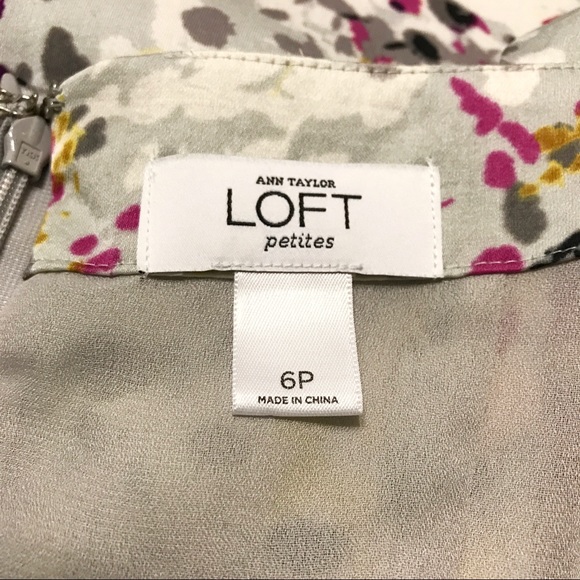 ANN TAYLOR
LOFT
petites
6P
MADE IN CHINA